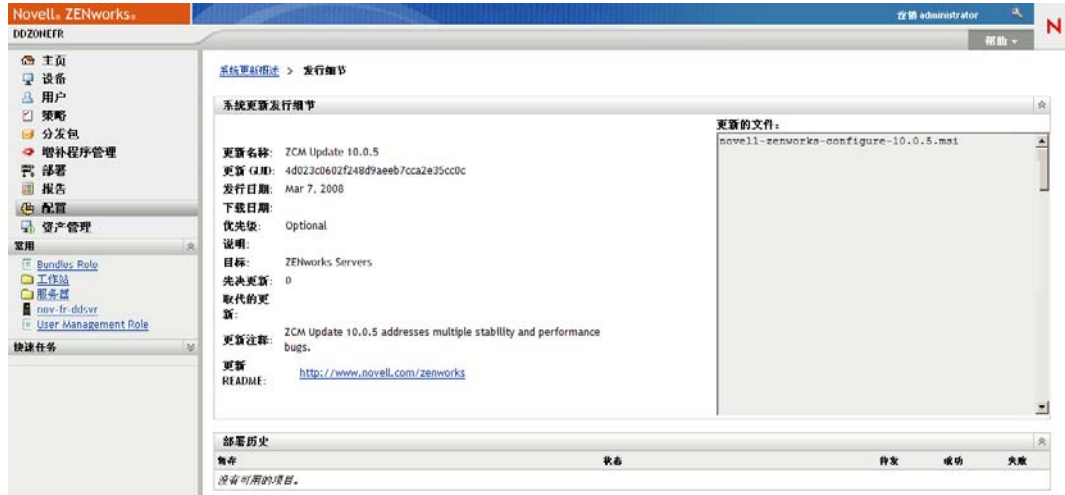 Novell® ZENworks®
注销 administrator
DDZONEFR
帮助
N
主页
设备
用户
策略
分发包
增补程序管理
部署
报告
配置
资产管理
常用
Bundles Role
工作站
服务器
nov-fr-ddsvr
User Management Role
快速任务
系统更新概述 > 发行细节
系统更新发行细节
更新名称: ZCM Update 10.0.5
更新 GUID: 4d023c0602f248d9aeeb7cca2e35cc0c
发行日期: Mar 7, 2008
下载日期:
优先级: Optional
说明:
目标: ZENworks Servers
先决更新: 0
取代的更
新:
更新注释: ZCM Update 10.0.5 addresses multiple stability and performance
bugs.
更新
README: http://www.novell.com/zenworks
更新的文件:
novell-zenworks-configure-10.0.5.msi
部署历史
暂存 状态 待发 成功 失败
没有可用的项目。